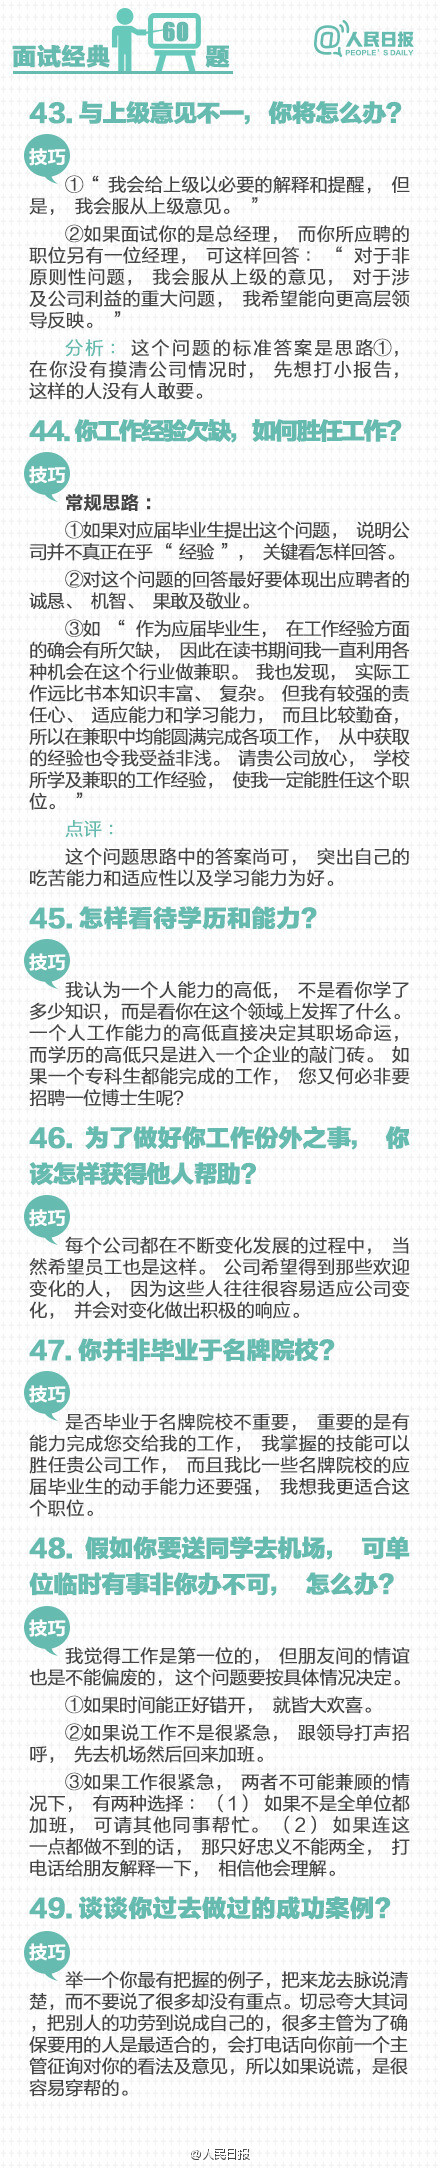 面试经典60题
人民日报
PEOPLE'S DAILY
43. 与上级意见不一，你将怎么办？
技巧
①“ 我会给上级以必要的解释和提醒， 但
是， 我会服从上级意见。 ”
②如果面试你的是总经理， 而你所应聘的
职位另有一位经理， 可这样回答： “ 对于非
原则性问题， 我会服从上级的意见， 对于涉
及公司利益的重大问题， 我希望能向更高层领
导反映。 ”
分析： 这个问题的标准答案是思路①，
在你没有摸清公司情况时， 先想打小报告，
这样的人没有人敢要。
44. 你工作经验欠缺，如何胜任工作？
技巧
常规思路：
①如果对应届毕业生提出这个问题， 说明公
司并不真正在乎 “ 经验 ” ， 关键看怎样回答。
②对这个问题的回答最好要体现出应聘者的
诚恳、 机智、 果敢及敬业。
③如 “ 作为应届毕业生， 在工作经验方面
的确会有所欠缺， 因此在读书期间我一直利用各
种机会在这个行业做兼职。 我也发现， 实际工
作远比书本知识丰富、 复杂。 但我有较强的责
任心、 适应能力和学习能力， 而且比较勤奋，
所以在兼职中均能圆满完成各项工作， 从中获取
的经验也令我受益非浅。 请贵公司放心， 学校
所学及兼职的工作经验， 使我一定能胜任这个职
位。 ”
点评：
这个问题思路中的答案尚可， 突出自己的
吃苦能力和适应性以及学习能力为好。
45. 怎样看待学历和能力？
技巧
我认为一个人能力的高低， 不是看你学了
多少知识，而是看你在这个领域上发挥了什么。
一个人工作能力的高低直接决定其职场命运，
而学历的高低只是进入一个企业的敲门砖。 如
果一个专科生都能完成的工作， 您又何必非要
招聘一位博士生呢？
46. 为了做好你工作份外之事， 你
该怎样获得他人帮助？
技巧
每个公司都在不断变化发展的过程中， 当
然希望员工也是这样。 公司希望得到那些欢迎
变化的人， 因为这些人往往很容易适应公司变
化， 并会对变化做出积极的响应。
47. 你并非毕业于名牌院校？
技巧
是否毕业于名牌院校不重要， 重要的是有
能力完成您交给我的工作， 我掌握的技能可以
胜任贵公司工作， 而且我比一些名牌院校的应
届毕业生的动手能力还要强， 我想我更适合这
个职位。
48. 假如你要送同学去机场， 可单
位临时有事非你办不可， 怎么办？
技巧
我觉得工作是第一位的， 但朋友间的情谊
也是不能偏废的，这个问题要按具体情况决定。
①如果时间能正好错开， 就皆大欢喜。
②如果说工作不是很紧急， 跟领导打声招
呼， 先去机场然后回来加班。
③如果工作很紧急， 两者不可能兼顾的情
况下， 有两种选择： （1） 如果不是全单位都
加班， 可请其他同事帮忙。（2） 如果连这
一点都做不到的话， 那只好忠义不能两全， 打
电话给朋友解释一下， 相信他会理解。
49. 谈谈你过去做过的成功案例？
技巧
举一个你最有把握的例子，把来龙去脉说清
楚，而不要说了很多却没有重点。切忌夸大其词
，把别人的功劳到说成自己的，很多主管为了确
保要用的人是最适合的，会打电话向你前一个主
管征询对你的看法及意见，所以如果说谎，是很
容易穿帮的。
@人民日报